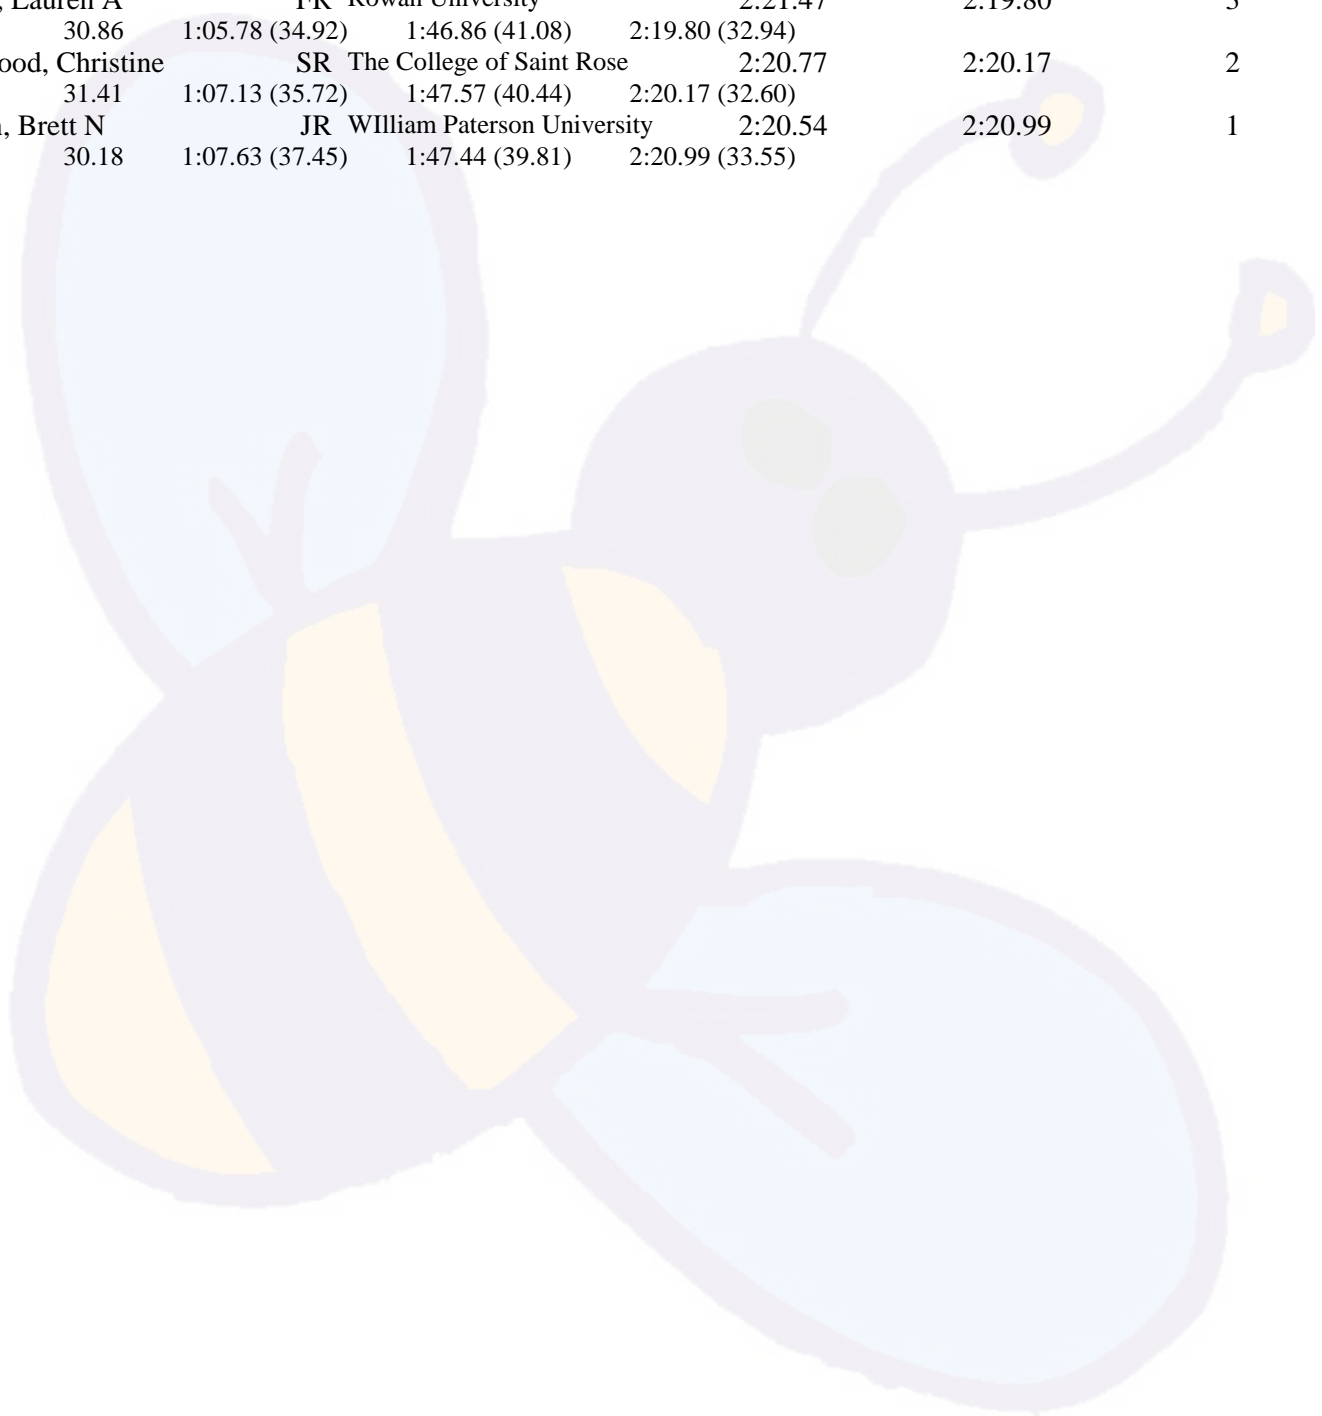 , Lauren A FR Rowan University 2:21.47 2:19.80 3
30.86 1:05.78 (34.92) 1:46.86 (41.08) 2:19.80 (32.94)
ood, Christine SR The College of Saint Rose 2:20.77 2:20.17 2
31.41 1:07.13 (35.72) 1:47.57 (40.44) 2:20.17 (32.60)
, Brett N JR WIlliam Paterson University 2:20.54 2:20.99 1
30.18 1:07.63 (37.45) 1:47.44 (39.81) 2:20.99 (33.55)